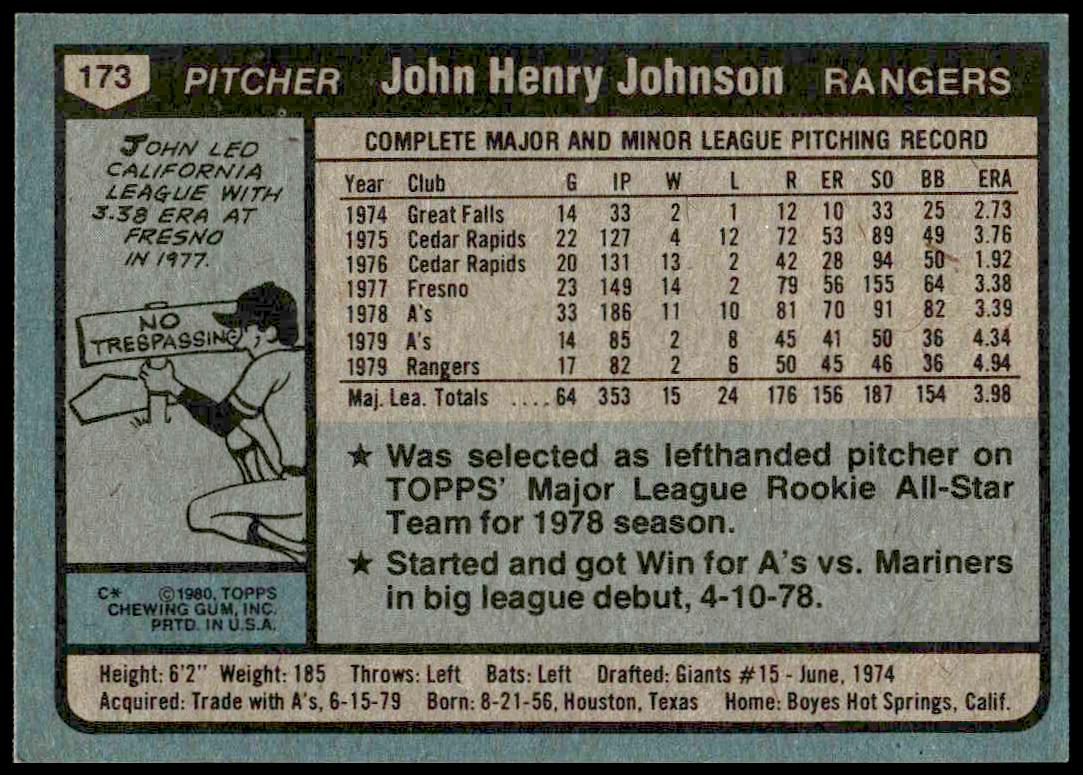 173 PITCHER John Henry Johnson RANGERS
JOHN LED
CALIFORNIA
LEAGUE WITH
3.38 ERA AT
FRESNO
IN 1977.
NO
TRESPASSING
C* ©1980, TOPPS
CHEWING GUM, INC.
PRTD. IN U.S.A.
COMPLETE MAJOR AND MINOR LEAGUE PITCHING RECORD
Year Club G IP W L R ER SO BB ERA
1974 Great Falls 14 33 2 1 12 10 33 25 2.73
1975 Cedar Rapids 22 127 4 12 72 53 89 49 3.76
1976 Cedar Rapids 20 131 13 2 42 28 94 50 1.92
1977 Fresno 23 149 14 2 79 56 155 64 3.38
1978 A's 33 186 11 10 81 70 91 82 3.39
1979 A's 14 85 2 8 45 41 50 36 4.34
1979 Rangers 17 82 2 6 50 45 46 36 4.94
Maj. Lea. Totals .... 64 353 15 24 176 156 187 154 3.98
★ Was selected as lefthanded pitcher on
TOPPS' Major League Rookie All-Star
Team for 1978 season.
★ Started and got Win for A's vs. Mariners
in big league debut, 4-10-78.
Height: 6'2" Weight: 185 Throws: Left Bats: Left Drafted: Giants #15 - June, 1974
Acquired: Trade with A's, 6-15-79 Born: 8-21-56, Houston, Texas Home: Boyes Hot Springs, Calif.